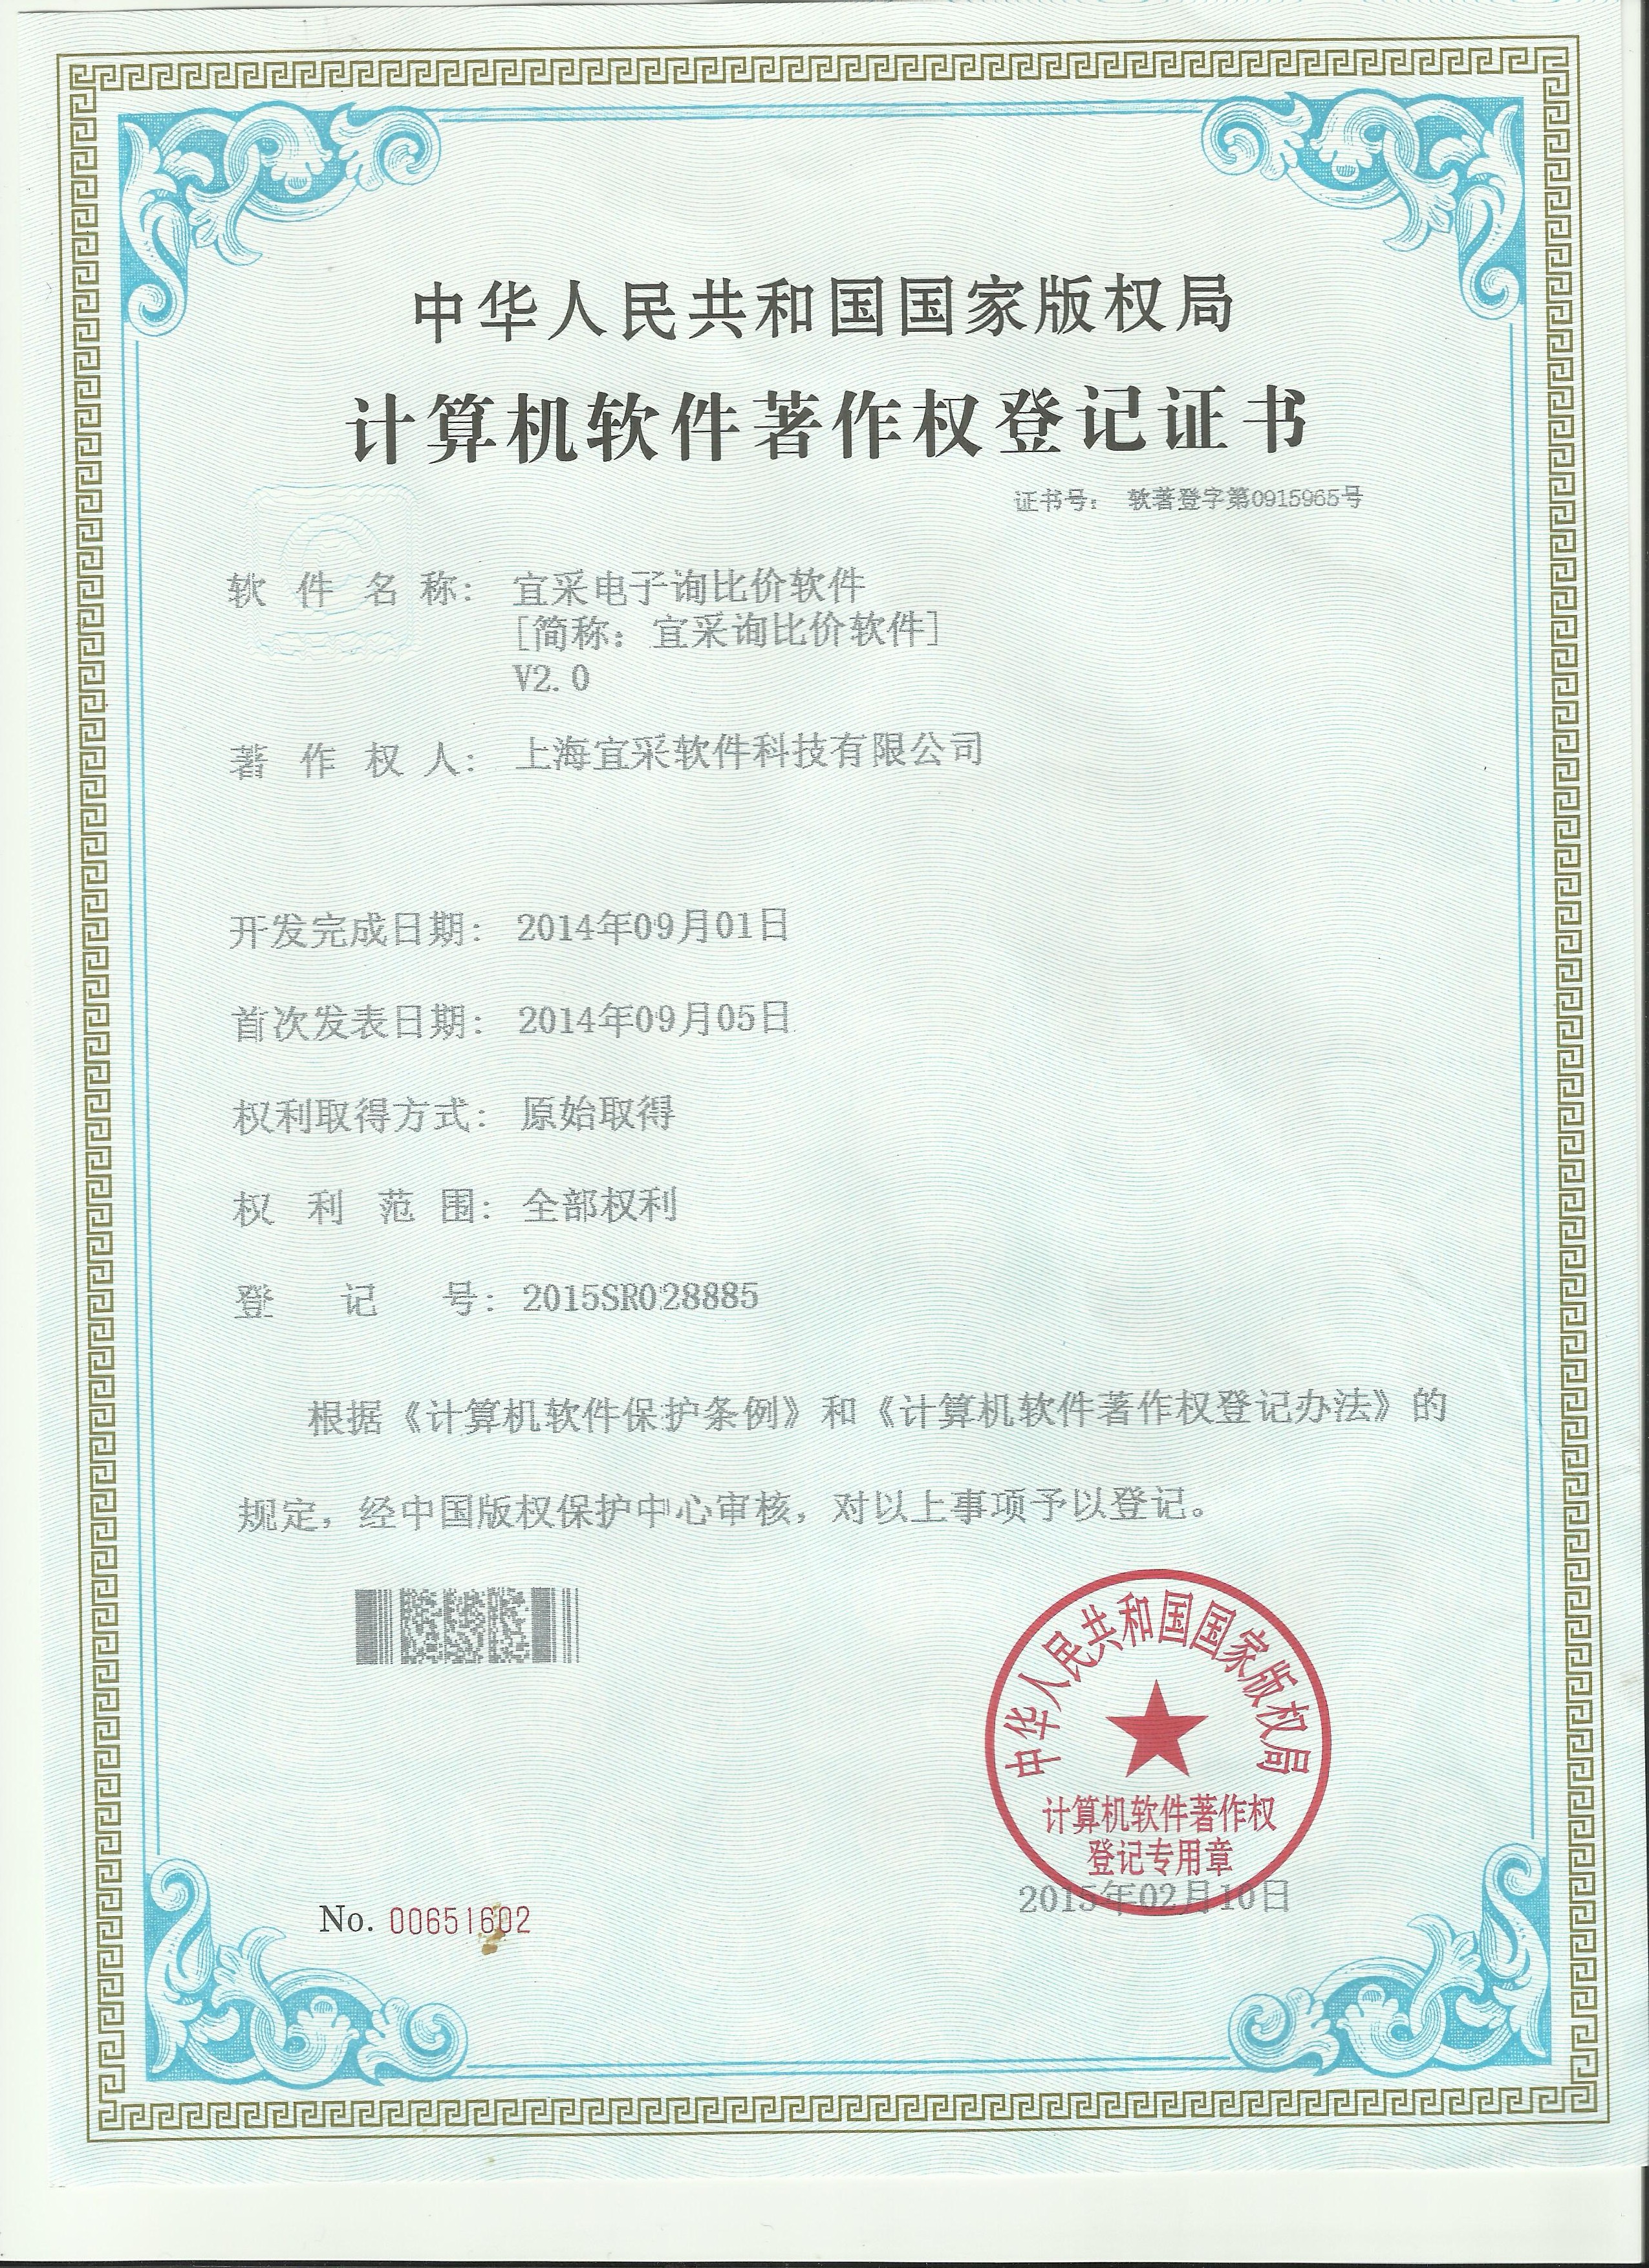 中华人民共和国国家版权局
计算机软件著作权登记证书
证书号： 软著登字第0915965号
软件名称： 宜采电子询比价软件
[简称：宜采询比价软件]
V2.0
著作权人： 上海宜采软件科技有限公司
开发完成日期： 2014年09月01日
首次发表日期： 2014年09月05日
权利取得方式： 原始取得
权利范围： 全部权利
登记号： 2015SR028885
根据《计算机软件保护条例》和《计算机软件著作权登记办法》的
规定，经中国版权保护中心审核，对以上事项予以登记。
中华人民共和国国家版权局
计算机软件著作权
登记专用章
2015年02月10日
No. 00651602